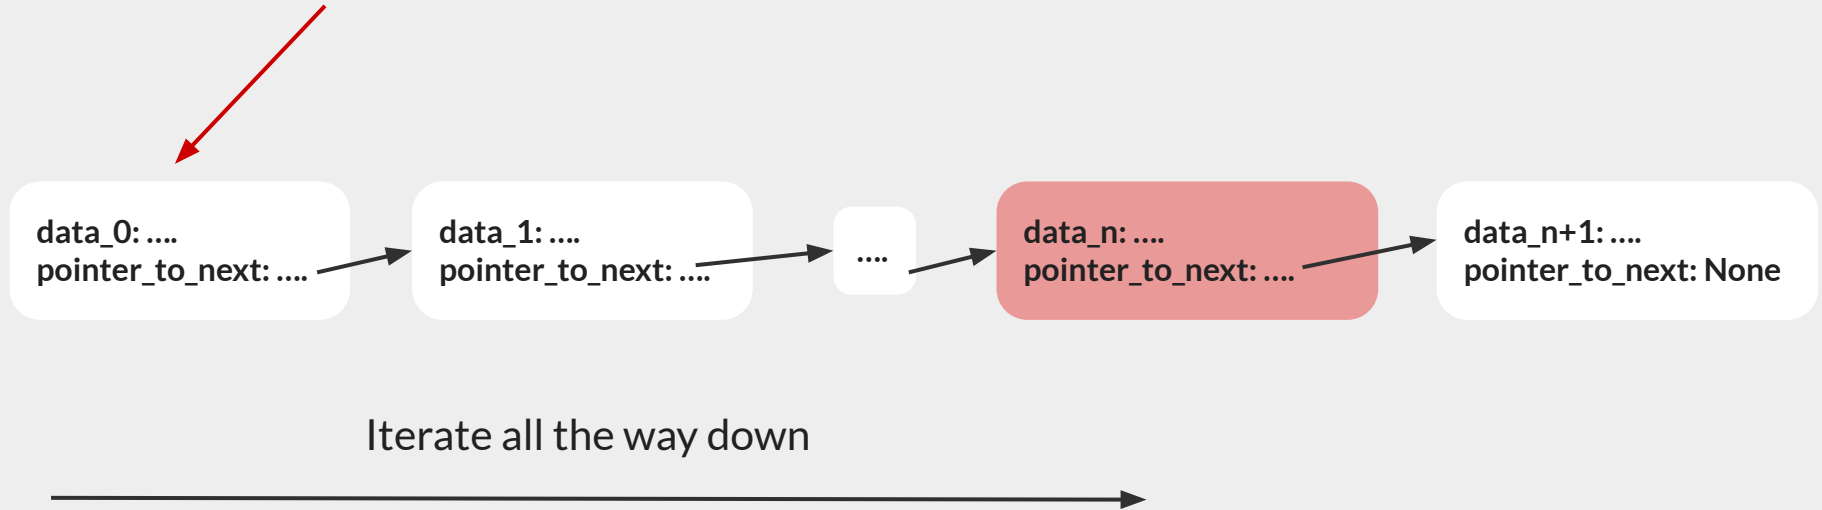 data_0: ....
pointer_to_next: ....
data_1: ....
pointer_to_next: ....
....
data_n: ....
pointer_to_next: ....
data_n+1: ....
pointer_to_next: None
Iterate all the way down